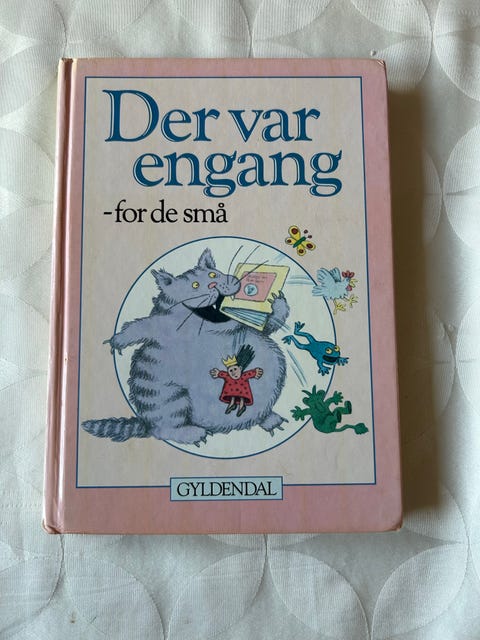 Der var
engang
-for de små
GYLDENDAL